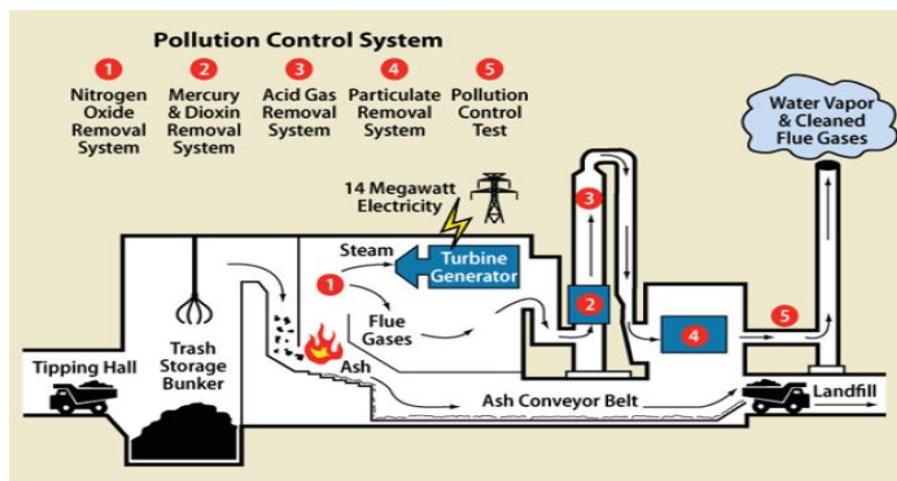 Pollution Control System
1
Nitrogen
Oxide
Removal
System
2
Mercury
& Dioxin
Removal
System
3
Acid Gas
Removal
System
4
Particulate
Removal
System
5
Pollution
Control
Test
Water Vapor
& Cleaned
Flue Gases
14 Megawatt
Electricity
3
Steam
Turbine
Generator
1
2
Flue
Gases
4
5
Tipping Hall
Trash
Storage
Bunker
Ash
Ash Conveyor Belt
Landfill